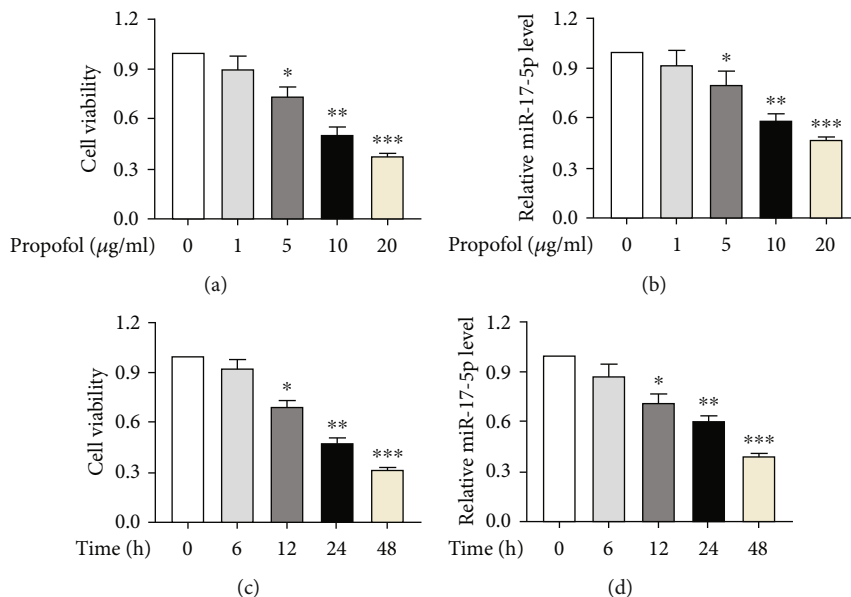 Cell viability
1.2
0.9
0.6
0.3
0.0
*
**
***
Propofol (μg/ml) 0 1 5 10 20
(a)
Relative miR-17-5p level
1.2
0.9
0.6
0.3
0.0
*
**
***
Propofol (μg/ml) 0 1 5 10 20
(b)
Cell viability
1.2
0.9
0.6
0.3
0.0
*
**
***
Time (h) 0 6 12 24 48
(c)
Relative miR-17-5p level
1.2
0.9
0.6
0.3
0.0
*
**
***
Time (h) 0 6 12 24 48
(d)